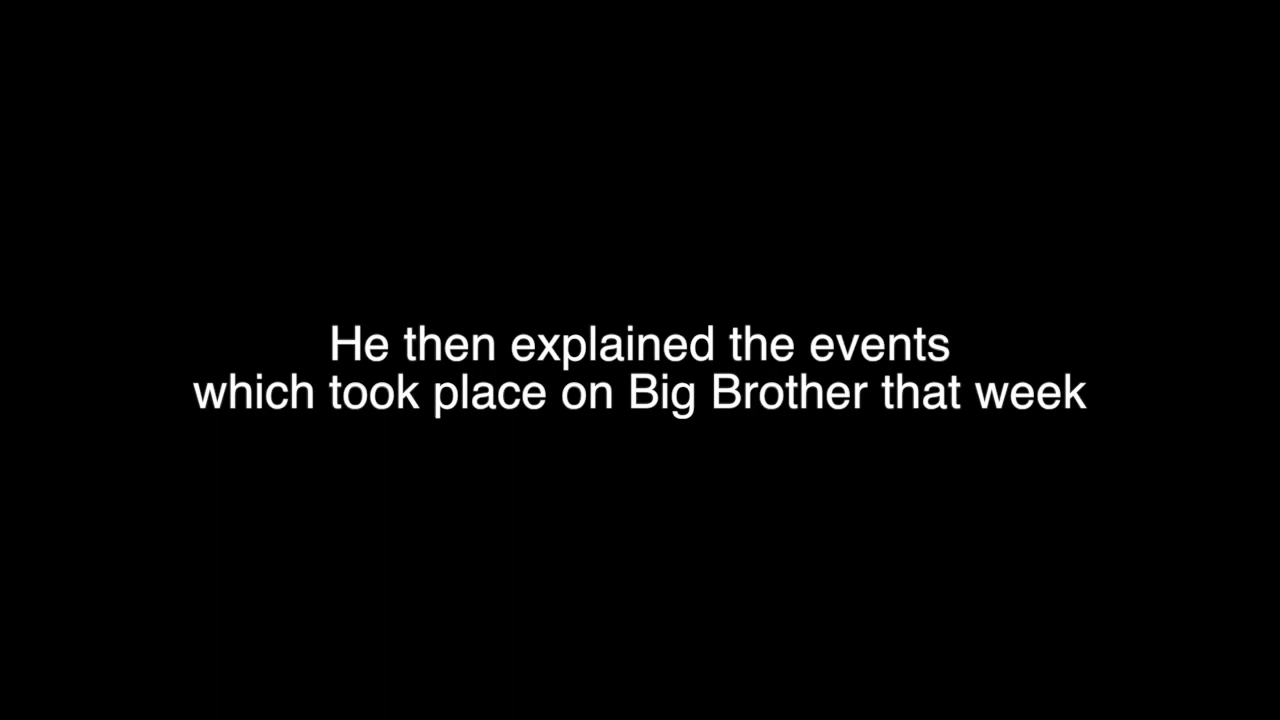 He then explained the events
which took place on Big Brother that week